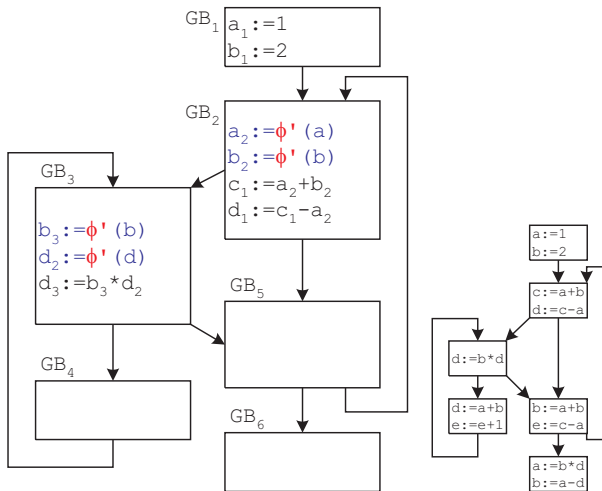 GB₁
a₁:=1
b₁:=2
GB₂
a₂:=ϕ'(a)
b₂:=ϕ'(b)
c₁:=a₂+b₂
d₁:=c₁-a₂
GB₃
b₃:=ϕ'(b)
d₂:=ϕ'(d)
d₃:=b₃*d₂
GB₅
GB₄
GB₆
a:=1
b:=2
c:=a+b
d:=c-a
d:=b*d
d:=a+b
e:=e+1
b:=a+b
e:=c-a
a:=b*d
b:=a-d